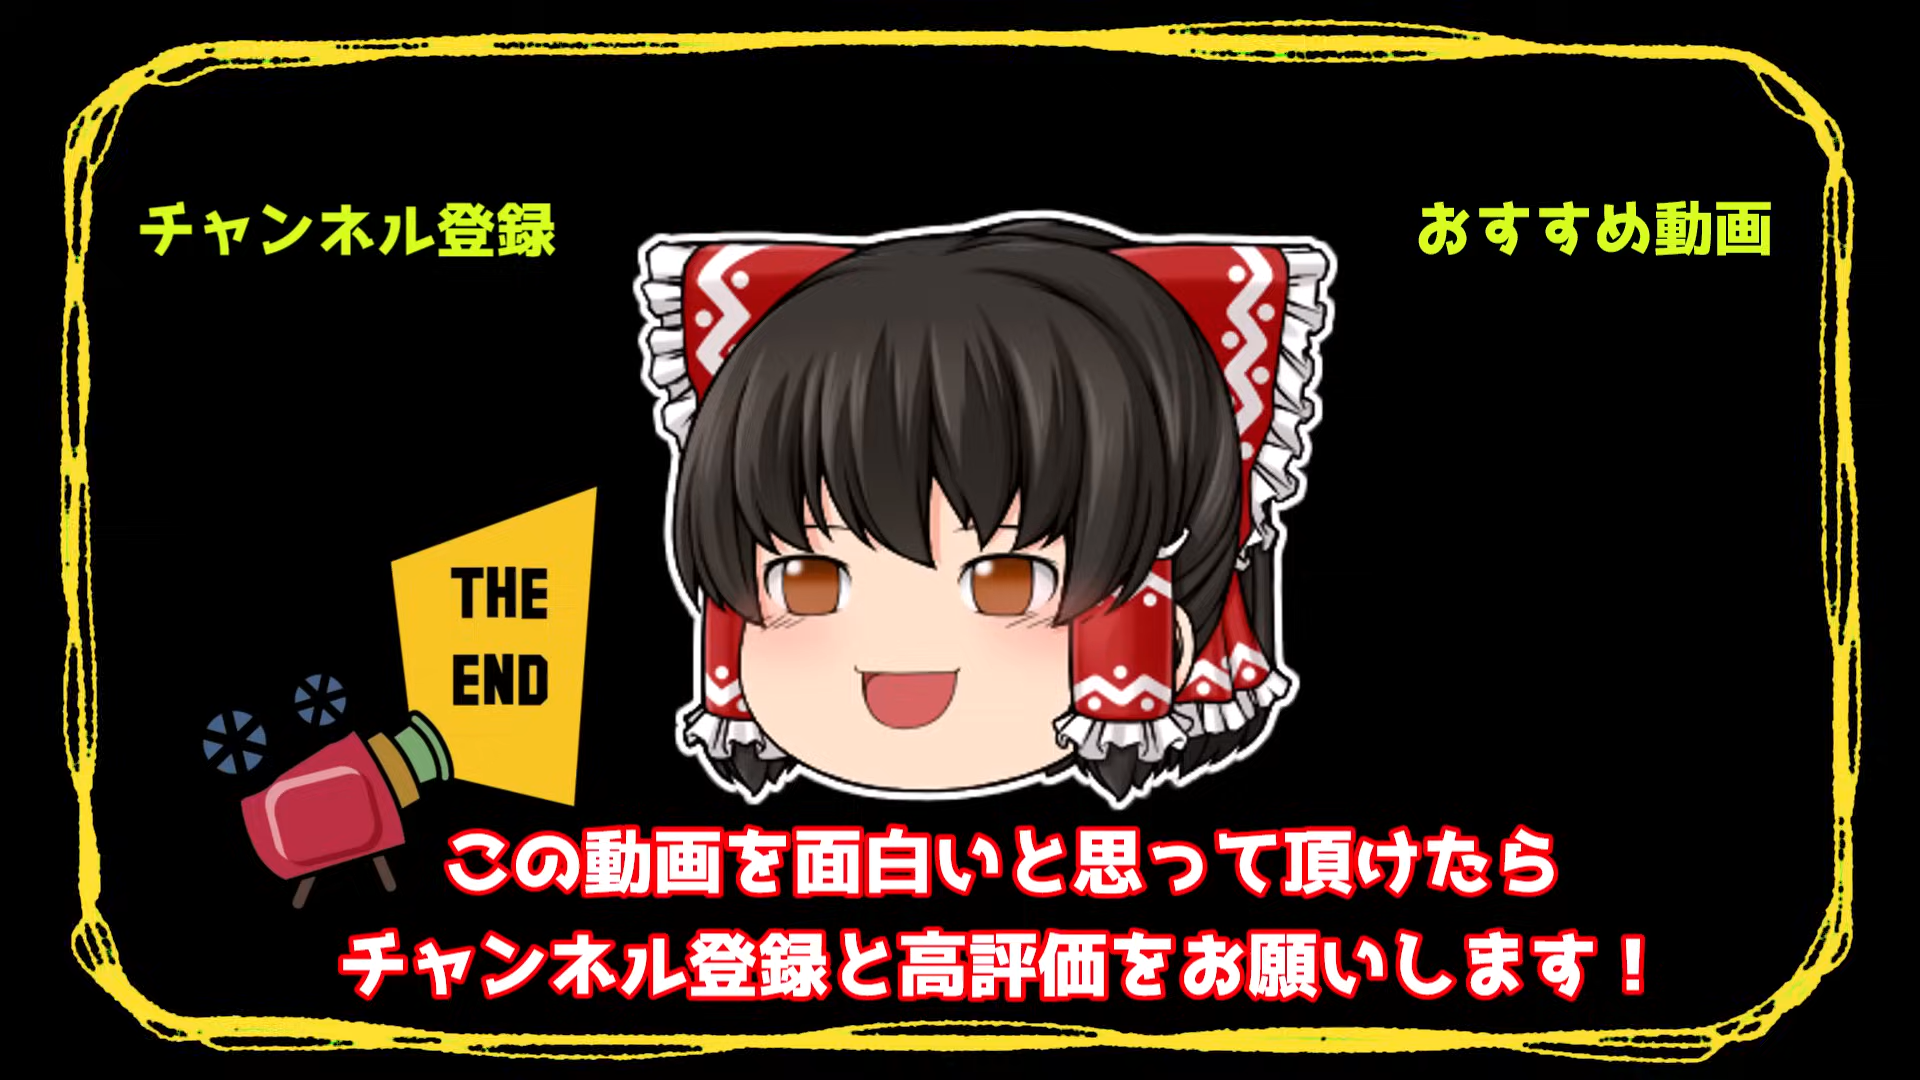 チャンネル登録
おすすめ動画
THE
END
この動画を面白いと思って頂けたら
チャンネル登録と高評価をお願いします！